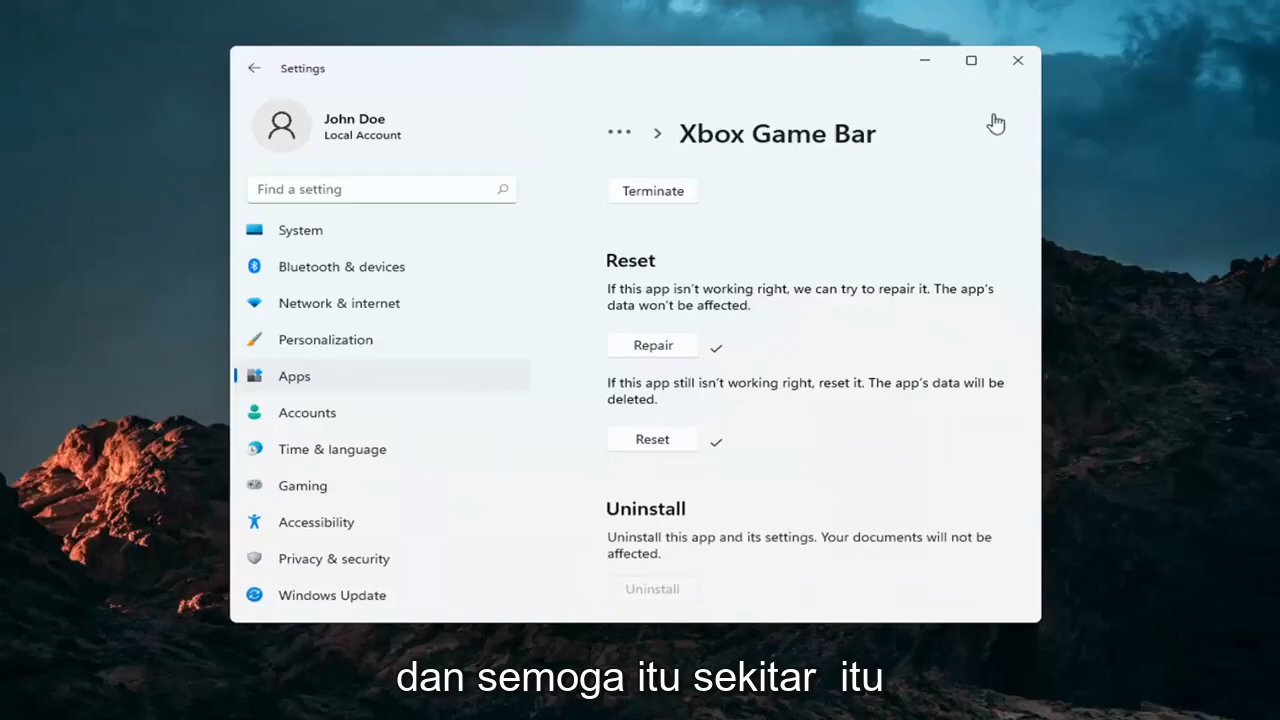 Settings
John Doe
Local Account
Find a setting
System
Bluetooth & devices
Network & internet
Personalization
Apps
Accounts
Time & language
Gaming
Accessibility
Privacy & security
Windows Update
... > Xbox Game Bar
Terminate
Reset
If this app isn't working right, we can try to repair it. The app's
data won't be affected.
Repair
If this app still isn't working right, reset it. The app's data will be
deleted.
Reset
Uninstall
Uninstall this app and its settings. Your documents will not be
affected.
Uninstall
dan semoga itu sekitar itu